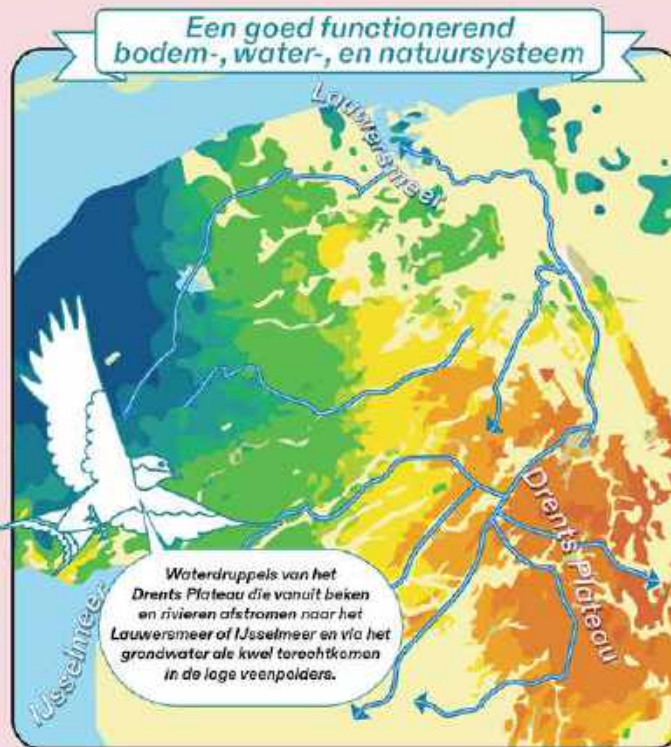 Een goed functionerend
bodem-, water-, en natuursysteem
Lauwersmeer
Drents Plateau
IJsselmeer
Waterdruppels van het
Drents Plateau die vanuit beken
en rivieren afstromen naar het
Lauwersmeer of IJsselmeer en via het
grondwater als kwel terechtkomen
in de lage veenpolders.